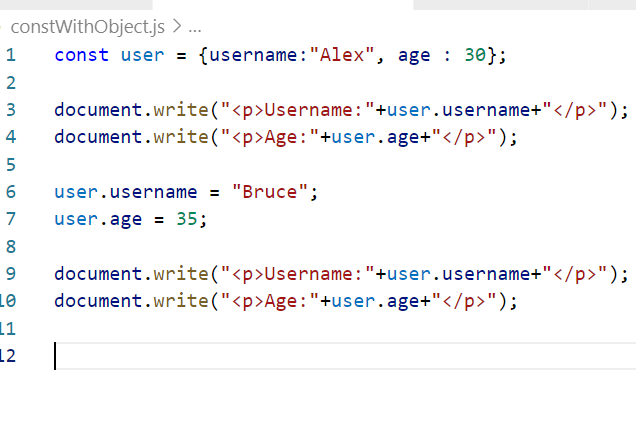 constWithObject.js > ...
1 const user = {username:"Alex", age : 30};
2
3 document.write("<p>Username:"+user.username+"</p>");
4 document.write("<p>Age:"+user.age+"</p>");
5
6 user.username = "Bruce";
7 user.age = 35;
8
9 document.write("<p>Username:"+user.username+"</p>");
10 document.write("<p>Age:"+user.age+"</p>");
11
12